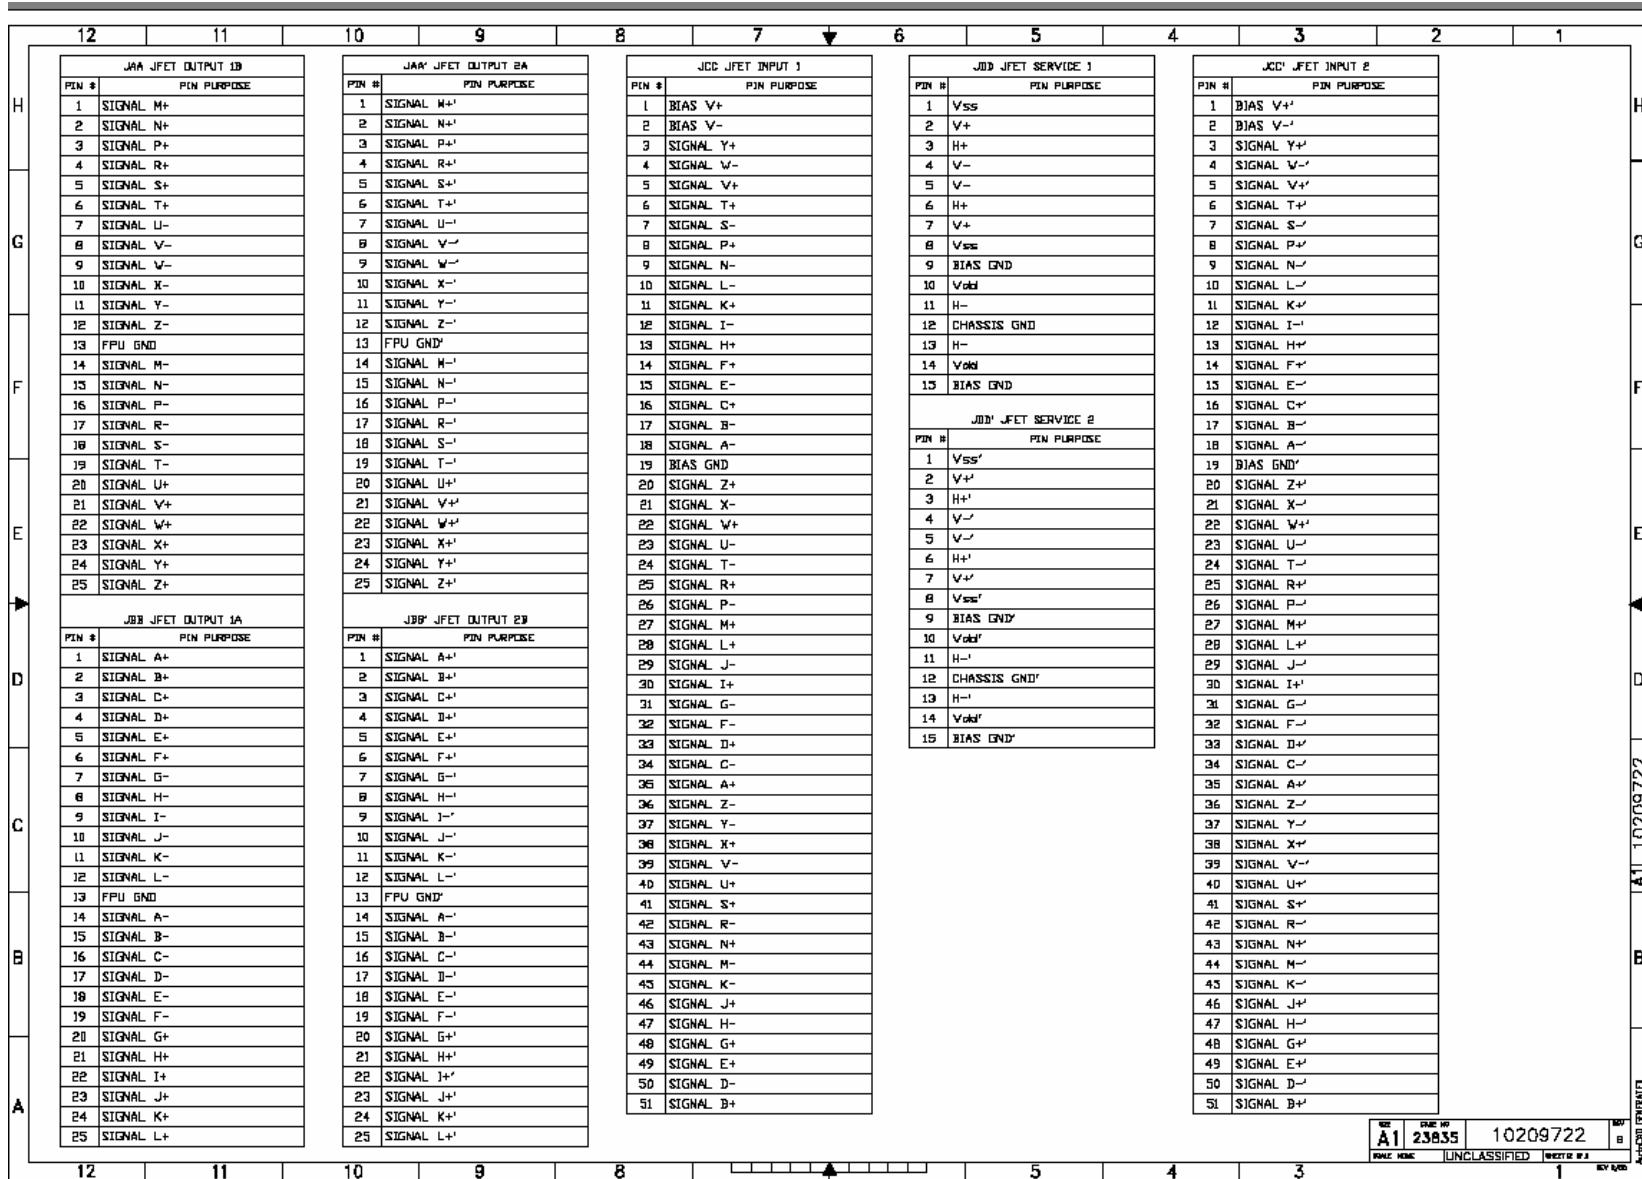 12 11 10 9 8 7 6 5 4 3 2 1
H
G
F
E
D
C
B
A
JAA JFET OUTPUT 1B
PIN # PIN PURPOSE
1 SIGNAL M+
2 SIGNAL N+
3 SIGNAL P+
4 SIGNAL R+
5 SIGNAL S+
6 SIGNAL T+
7 SIGNAL U-
8 SIGNAL V-
9 SIGNAL W-
10 SIGNAL X-
11 SIGNAL Y-
12 SIGNAL Z-
13 FPU GND
14 SIGNAL M-
15 SIGNAL N-
16 SIGNAL P-
17 SIGNAL R-
18 SIGNAL S-
19 SIGNAL T-
20 SIGNAL U+
21 SIGNAL V+
22 SIGNAL W+
23 SIGNAL X+
24 SIGNAL Y+
25 SIGNAL Z+
JBB JFET OUTPUT 1A
PIN # PIN PURPOSE
1 SIGNAL A+
2 SIGNAL B+
3 SIGNAL C+
4 SIGNAL D+
5 SIGNAL E+
6 SIGNAL F+
7 SIGNAL G-
8 SIGNAL H-
9 SIGNAL I-
10 SIGNAL J-
11 SIGNAL K-
12 SIGNAL L-
13 FPU GND
14 SIGNAL A-
15 SIGNAL B-
16 SIGNAL C-
17 SIGNAL D-
18 SIGNAL E-
19 SIGNAL F-
20 SIGNAL G+
21 SIGNAL H+
22 SIGNAL I+
23 SIGNAL J+
24 SIGNAL K+
25 SIGNAL L+
JAA' JFET OUTPUT 2A
PIN # PIN PURPOSE
1 SIGNAL M+'
2 SIGNAL N+'
3 SIGNAL P+'
4 SIGNAL R+'
5 SIGNAL S+'
6 SIGNAL T+'
7 SIGNAL U-'
8 SIGNAL V-'
9 SIGNAL W-'
10 SIGNAL X-'
11 SIGNAL Y-'
12 SIGNAL Z-'
13 FPU GND'
14 SIGNAL M-'
15 SIGNAL N-'
16 SIGNAL P-'
17 SIGNAL R-'
18 SIGNAL S-'
19 SIGNAL T-'
20 SIGNAL U+'
21 SIGNAL V+'
22 SIGNAL W+'
23 SIGNAL X+'
24 SIGNAL Y+'
25 SIGNAL Z+'
JBB' JFET OUTPUT 2B
PIN # PIN PURPOSE
1 SIGNAL A+'
2 SIGNAL B+'
3 SIGNAL C+'
4 SIGNAL D+'
5 SIGNAL E+'
6 SIGNAL F+'
7 SIGNAL G-'
8 SIGNAL H-'
9 SIGNAL I-'
10 SIGNAL J-'
11 SIGNAL K-'
12 SIGNAL L-'
13 FPU GND'
14 SIGNAL A-'
15 SIGNAL B-'
16 SIGNAL C-'
17 SIGNAL D-'
18 SIGNAL E-'
19 SIGNAL F-'
20 SIGNAL G+'
21 SIGNAL H+'
22 SIGNAL I+'
23 SIGNAL J+'
24 SIGNAL K+'
25 SIGNAL L+'
JCC JFET INPUT 1
PIN # PIN PURPOSE
1 BIAS V+
2 BIAS V-
3 SIGNAL Y+
4 SIGNAL W-
5 SIGNAL V+
6 SIGNAL T+
7 SIGNAL S-
8 SIGNAL P+
9 SIGNAL N-
10 SIGNAL L-
11 SIGNAL K+
12 SIGNAL I-
13 SIGNAL H+
14 SIGNAL F+
15 SIGNAL E-
16 SIGNAL C+
17 SIGNAL B-
18 SIGNAL A-
19 BIAS GND
20 SIGNAL Z+
21 SIGNAL X-
22 SIGNAL W+
23 SIGNAL U-
24 SIGNAL T-
25 SIGNAL R+
26 SIGNAL P-
27 SIGNAL M+
28 SIGNAL L+
29 SIGNAL J-
30 SIGNAL I+
31 SIGNAL G-
32 SIGNAL F-
33 SIGNAL D+
34 SIGNAL C-
35 SIGNAL A+
36 SIGNAL Z-
37 SIGNAL Y-
38 SIGNAL X+
39 SIGNAL V-
40 SIGNAL U+
41 SIGNAL S+
42 SIGNAL R-
43 SIGNAL N+
44 SIGNAL M-
45 SIGNAL K-
46 SIGNAL J+
47 SIGNAL H-
48 SIGNAL G+
49 SIGNAL E+
50 SIGNAL D-
51 SIGNAL B+
JDD JFET SERVICE 1
PIN # PIN PURPOSE
1 Vss
2 V+
3 H+
4 V-
5 V-
6 H+
7 V+
8 Vss
9 BIAS GND
10 Vdd
11 H-
12 CHASSIS GND
13 H-
14 Vdd
15 BIAS GND
JDD' JFET SERVICE 2
PIN # PIN PURPOSE
1 Vss'
2 V+'
3 H+'
4 V-'
5 V-'
6 H+'
7 V+'
8 Vss'
9 BIAS GND'
10 Vdd'
11 H-'
12 CHASSIS GND'
13 H-'
14 Vdd'
15 BIAS GND'
JCC' JFET INPUT 2
PIN # PIN PURPOSE
1 BIAS V+'
2 BIAS V-'
3 SIGNAL Y+'
4 SIGNAL W-'
5 SIGNAL V+'
6 SIGNAL T+'
7 SIGNAL S-'
8 SIGNAL P+'
9 SIGNAL N-'
10 SIGNAL L-'
11 SIGNAL K+'
12 SIGNAL I-'
13 SIGNAL H+'
14 SIGNAL F+'
15 SIGNAL E-'
16 SIGNAL C+'
17 SIGNAL B-'
18 SIGNAL A-'
19 BIAS GND'
20 SIGNAL Z+'
21 SIGNAL X-'
22 SIGNAL W+'
23 SIGNAL U-'
24 SIGNAL T-'
25 SIGNAL R+'
26 SIGNAL P-'
27 SIGNAL M+'
28 SIGNAL L+'
29 SIGNAL J-'
30 SIGNAL I+'
31 SIGNAL G-'
32 SIGNAL F-'
33 SIGNAL D+'
34 SIGNAL C-'
35 SIGNAL A+'
36 SIGNAL Z-'
37 SIGNAL Y-'
38 SIGNAL X+'
39 SIGNAL V-'
40 SIGNAL U+'
41 SIGNAL S+'
42 SIGNAL R-'
43 SIGNAL N+'
44 SIGNAL M-'
45 SIGNAL K-'
46 SIGNAL J+'
47 SIGNAL H-'
48 SIGNAL G+'
49 SIGNAL E+'
50 SIGNAL D-'
51 SIGNAL B+'
H
G
F
E
D
B
A1 10209722
SIZE CAGE NO REV
A1 23835 10209722 B
SCALE NONE UNCLASSIFIED
12 11 10 9 8 5 4 3 1